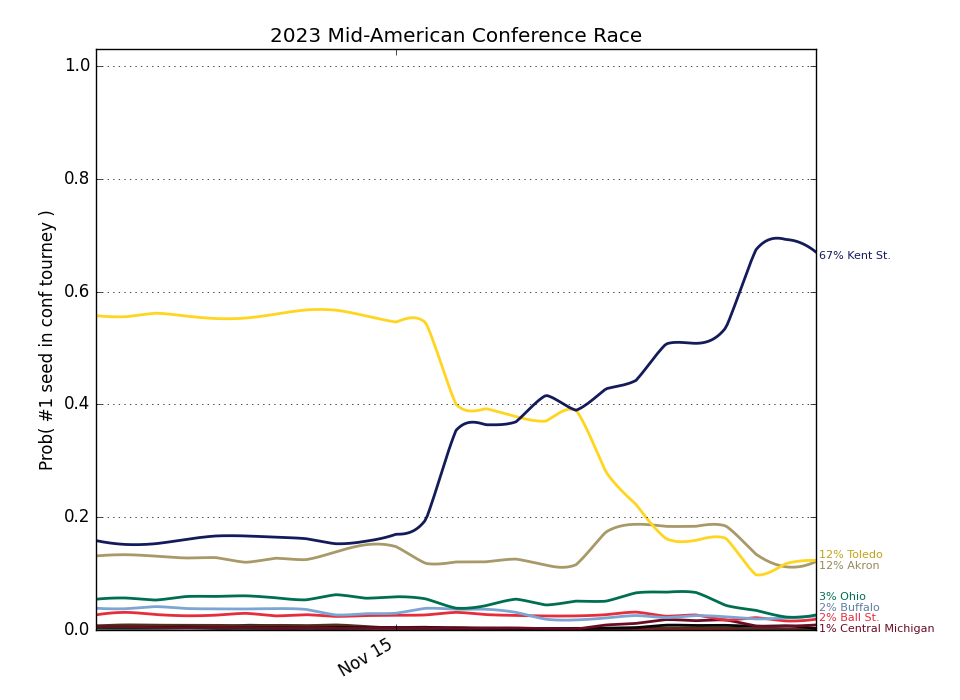 2023 Mid-American Conference Race
1.0
0.8
0.6
0.4
0.2
0.0
Prob( #1 seed in conf tourney )
Nov 15
67% Kent St.
12% Toledo
12% Akron
3% Ohio
2% Buffalo
2% Ball St.
1% Central Michigan